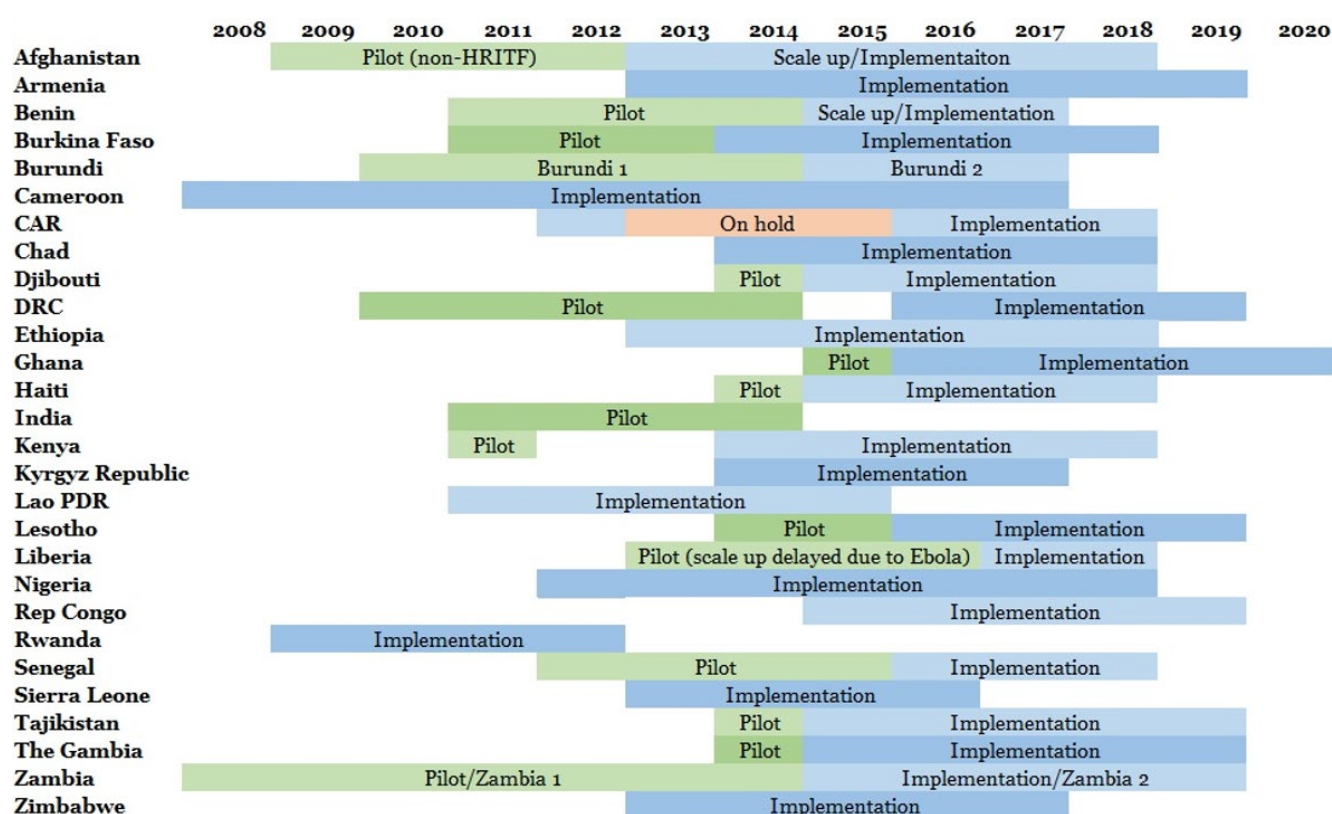 2008 2009 2010 2011 2012 2013 2014 2015 2016 2017 2018 2019 2020
Afghanistan Pilot (non-HRITF) Scale up/Implementaiton
Armenia Implementation
Benin Pilot Scale up/Implementation
Burkina Faso Pilot Implementation
Burundi Burundi 1 Burundi 2
Cameroon Implementation
CAR On hold Implementation
Chad Implementation
Djibouti Pilot Implementation
DRC Pilot Implementation
Ethiopia Implementation
Ghana Pilot Implementation
Haiti Pilot Implementation
India Pilot
Kenya Pilot Implementation
Kyrgyz Republic Implementation
Lao PDR Implementation
Lesotho Pilot Implementation
Liberia Pilot (scale up delayed due to Ebola) Implementation
Nigeria Implementation
Rep Congo Implementation
Rwanda Implementation
Senegal Pilot Implementation
Sierra Leone Implementation
Tajikistan Pilot Implementation
The Gambia Pilot Implementation
Zambia Pilot/Zambia 1 Implementation/Zambia 2
Zimbabwe Implementation